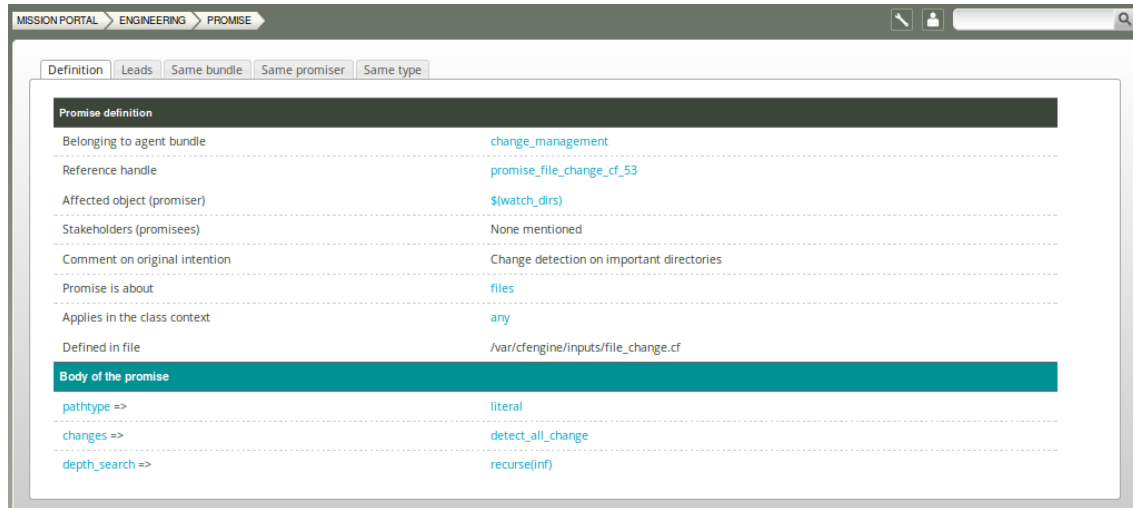 MISSION PORTAL ENGINEERING PROMISE
Definition Leads Same bundle Same promiser Same type
Promise definition
Belonging to agent bundle change_management
Reference handle promise_file_change_cf_53
Affected object (promiser) $(watch_dirs)
Stakeholders (promisees) None mentioned
Comment on original intention Change detection on important directories
Promise is about files
Applies in the class context any
Defined in file /var/cfengine/inputs/file_change.cf
Body of the promise
pathtype => literal
changes => detect_all_change
depth_search => recurse(inf)